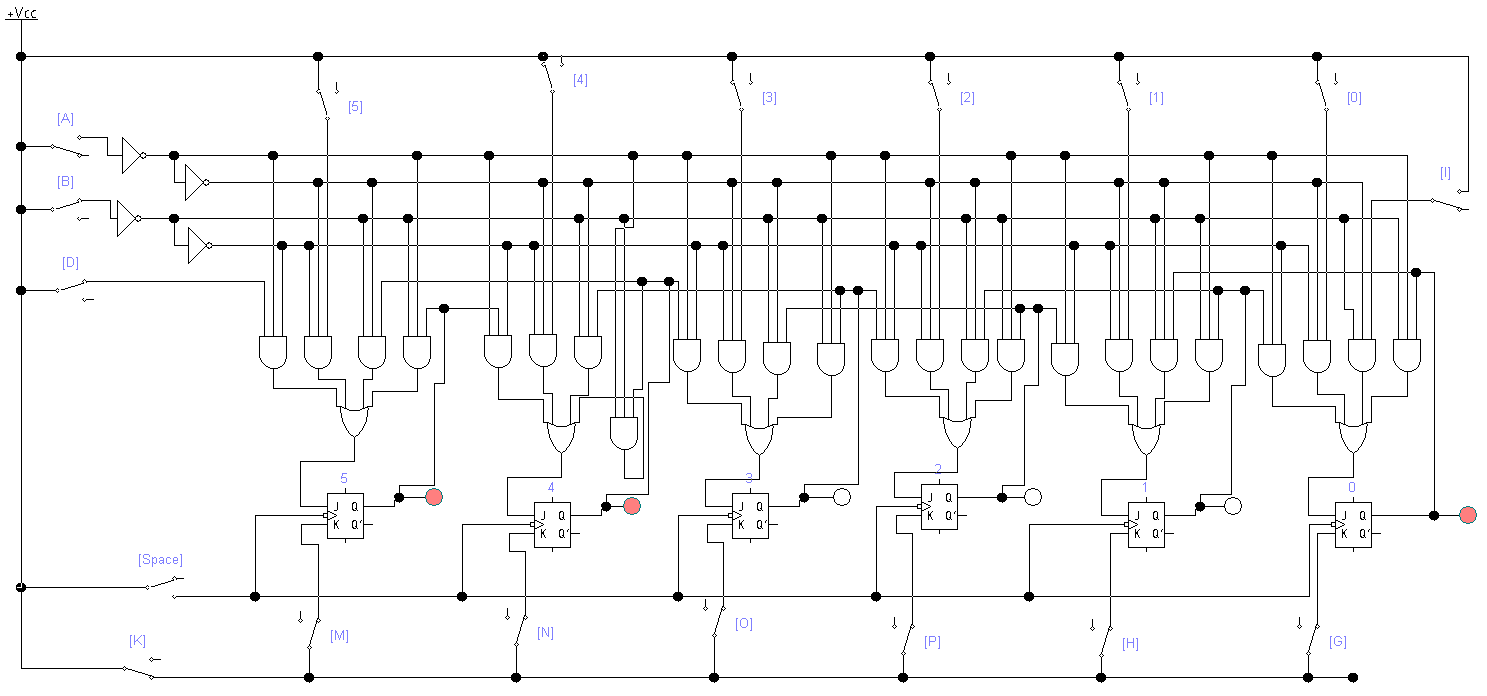 +Vcc
[5]
[4]
[3]
[2]
[1]
[0]
[A]
[B]
[I]
[D]
5
4
3
2
1
0
J Q
K Q'
J Q
K Q'
J Q
K Q'
J Q
K Q'
J Q
K Q'
J Q
K Q'
[Space]
[K]
[M]
[N]
[O]
[P]
[H]
[G]